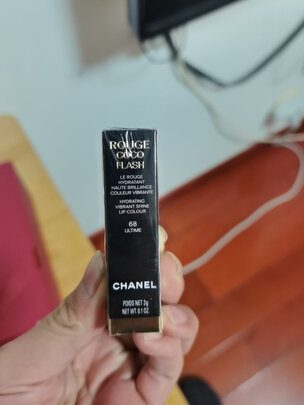 ROUGE
COCO
FLASH
LE ROUGE
HYDRATANT
HAUTE BRILLANCE
COULEUR VIBRANTE
HYDRATING
VIBRANT SHINE
LIP COLOUR
68
ULTIME
CHANEL
POIDS NET 3g
NET WT. 0.1 OZ.